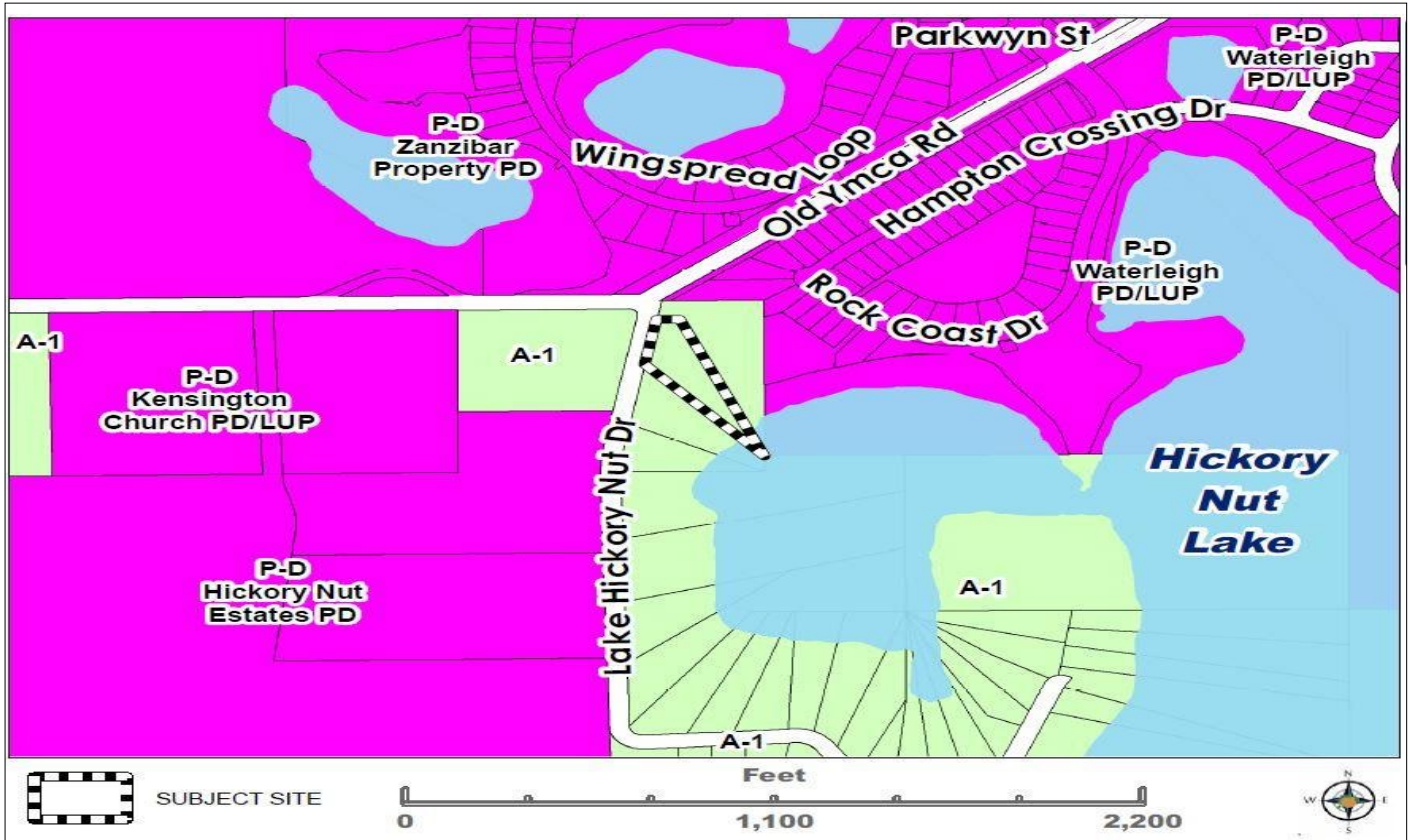 Parkwyn St
P-D
Waterleigh
PD/LUP
P-D
Zanzibar
Property PD
Wingspread Loop
Old Ymca Rd
Hampton Crossing Dr
P-D
Waterleigh
PD/LUP
Rock Coast Dr
A-1
P-D
Kensington
Church PD/LUP
A-1
Lake Hickory Nut Dr
Hickory
Nut
Lake
P-D
Hickory Nut
Estates PD
A-1
A-1
SUBJECT SITE
Feet
0
1,100
2,200
N
W
E
S